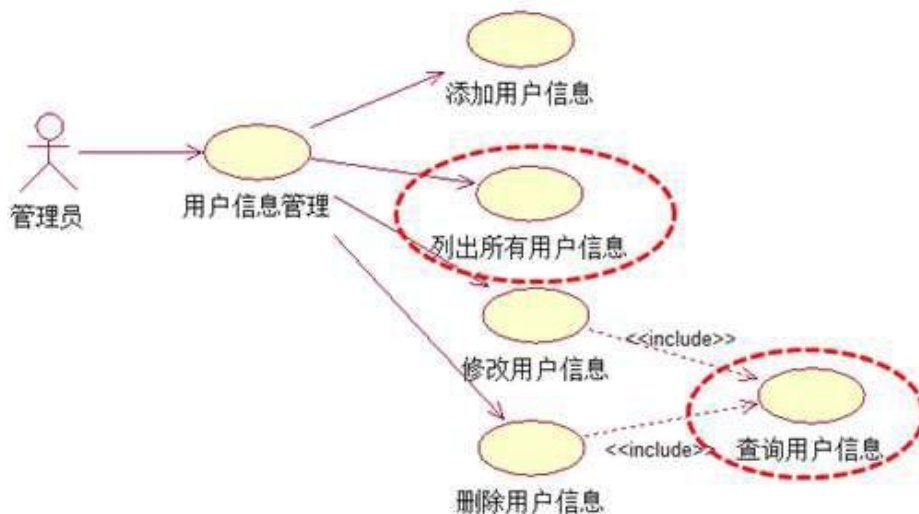 添加用户信息
管理员
用户信息管理
列出所有用户信息
<<include>>
修改用户信息
<<include>>
查询用户信息
删除用户信息